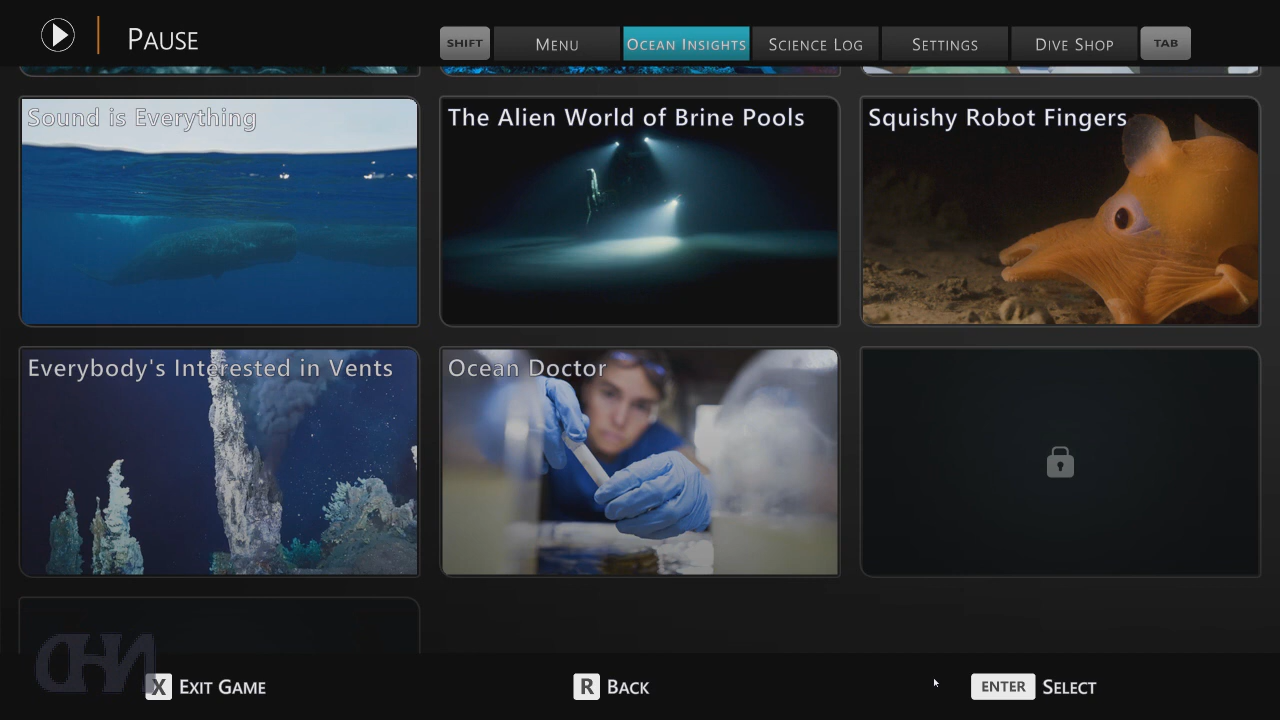 PAUSE
SHIFT
MENU
OCEAN INSIGHTS
SCIENCE LOG
SETTINGS
DIVE SHOP
TAB
Sound is Everything
The Alien World of Brine Pools
Squishy Robot Fingers
Everybody's Interested in Vents
Ocean Doctor
X EXIT GAME
R BACK
ENTER SELECT